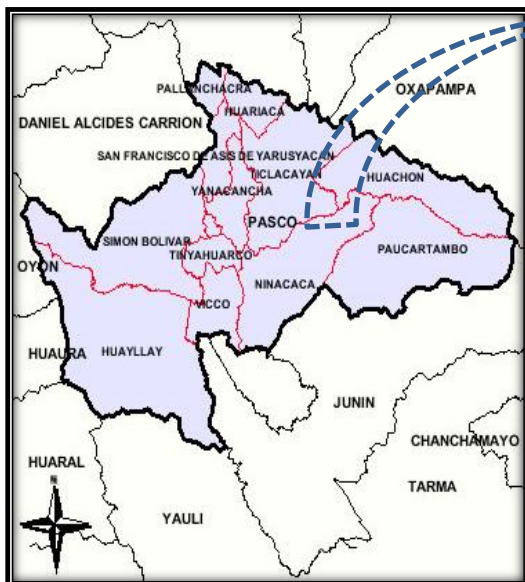 OXAPAMPA
PALLANCHACRA
HUARIACA
DANIEL ALCIDES CARRION
SAN FRANCISCO DE ASIS DE YARUSYACAN
TICLACAYAN
HUACHON
YANACANCHA
PASCO
SIMON BOLIVAR
PAUCARTAMBO
TINYAHUARCO
OYON
NINACACA
VICCO
HUAURA
HUAYLLAY
JUNIN
CHANCHAMAYO
HUARAL
TARMA
N
YAULI